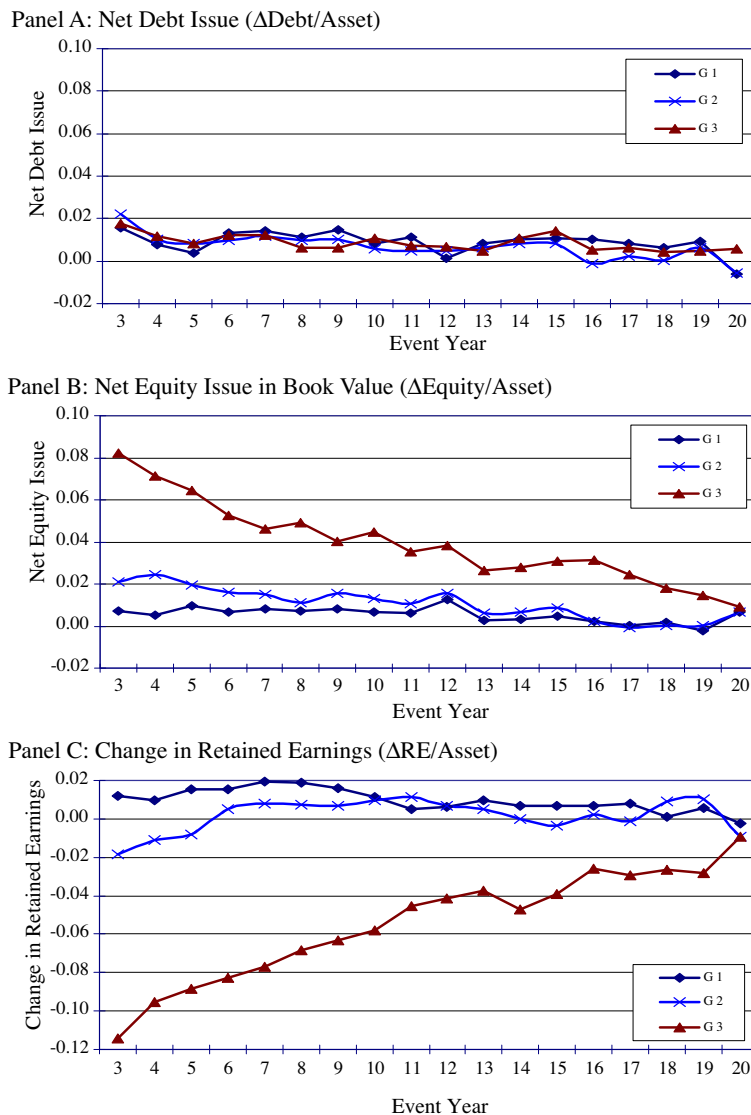 Panel A: Net Debt Issue (ΔDebt/Asset)
0.10
0.08
0.06
0.04
0.02
0.00
-0.02
Net Debt Issue
G 1
G 2
G 3
3 4 5 6 7 8 9 10 11 12 13 14 15 16 17 18 19 20
Event Year
Panel B: Net Equity Issue in Book Value (ΔEquity/Asset)
0.10
0.08
0.06
0.04
0.02
0.00
-0.02
Net Equity Issue
G 1
G 2
G 3
3 4 5 6 7 8 9 10 11 12 13 14 15 16 17 18 19 20
Event Year
Panel C: Change in Retained Earnings (ΔRE/Asset)
0.02
0.00
-0.02
-0.04
-0.06
-0.08
-0.10
-0.12
Change in Retained Earnings
G 1
G 2
G 3
3 4 5 6 7 8 9 10 11 12 13 14 15 16 17 18 19 20
Event Year